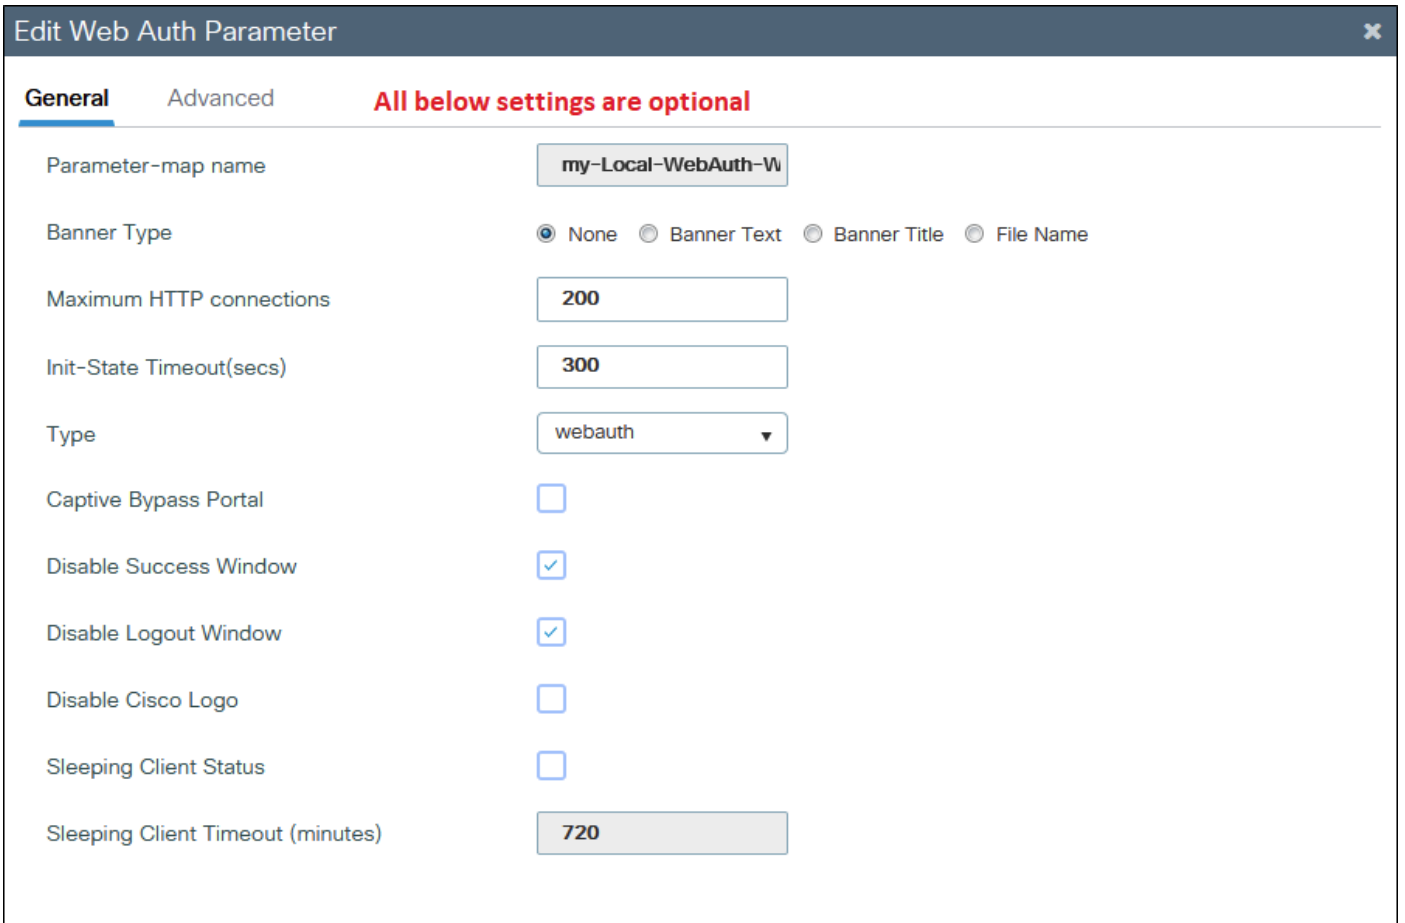 Edit Web Auth Parameter
General Advanced All below settings are optional
Parameter-map name my-Local-WebAuth-W
Banner Type None Banner Text Banner Title File Name
Maximum HTTP connections 200
Init-State Timeout(secs) 300
Type webauth
Captive Bypass Portal
Disable Success Window
Disable Logout Window
Disable Cisco Logo
Sleeping Client Status
Sleeping Client Timeout (minutes) 720